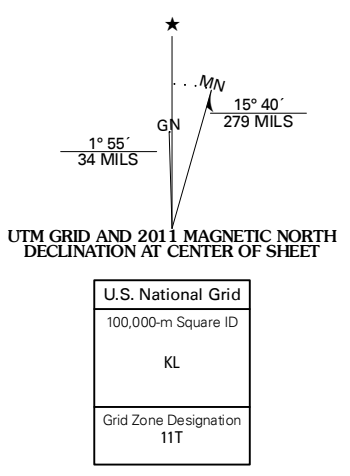 ★
MN
15° 40´
279 MILS
GN
1° 55´
34 MILS
UTM GRID AND 2011 MAGNETIC NORTH
DECLINATION AT CENTER OF SHEET
U.S. National Grid
100,000-m Square ID
KL
Grid Zone Designation
11T